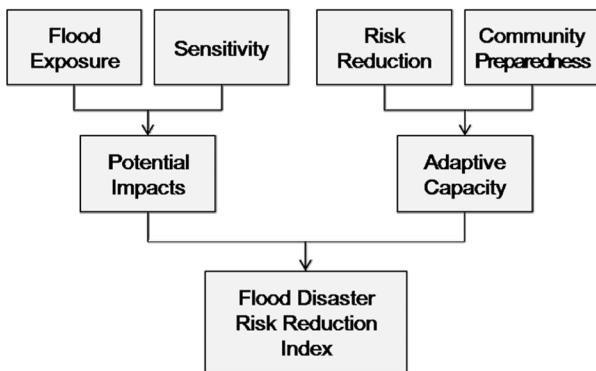 Flood
Exposure
Sensitivity
Risk
Reduction
Community
Preparedness
Potential
Impacts
Adaptive
Capacity
Flood Disaster
Risk Reduction
Index